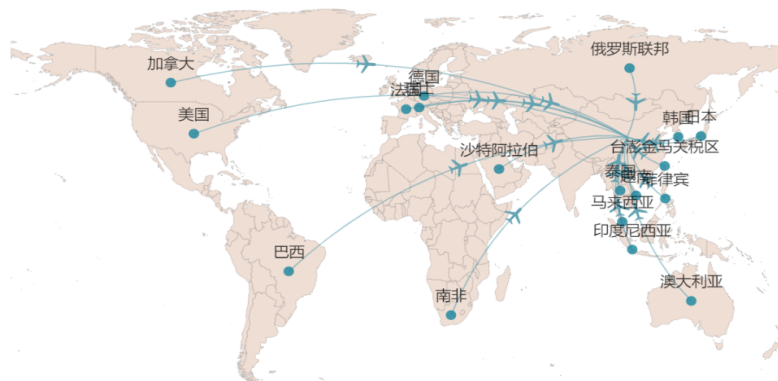 俄罗斯联邦
加拿大
德国
法国
美国
韩国
日本
台澎金马关税区
沙特阿拉伯
泰国
越南
菲律宾
马来西亚
印度尼西亚
巴西
澳大利亚
南非